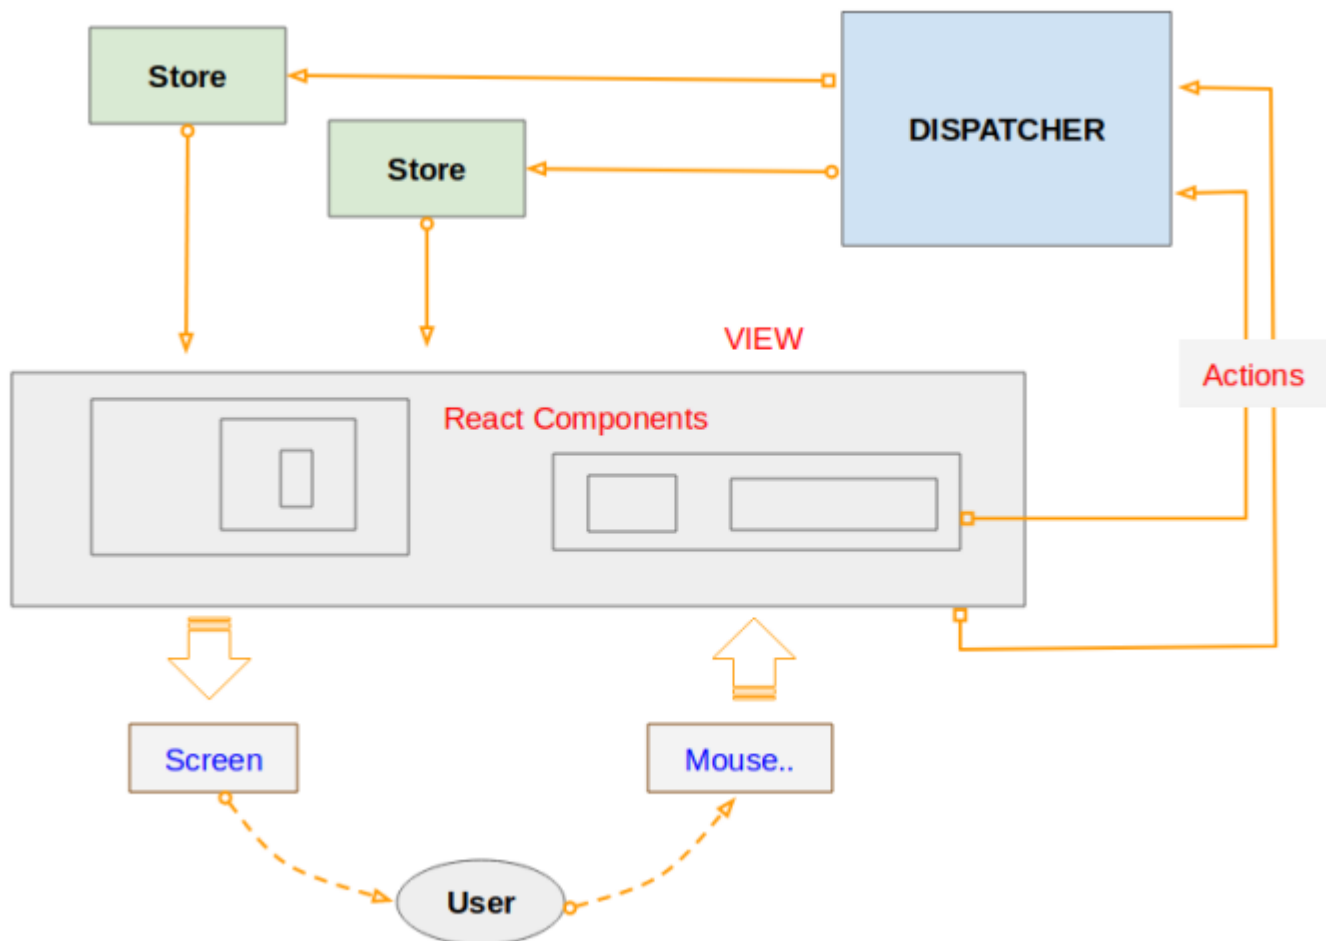 Store
DISPATCHER
Store
VIEW
Actions
React Components
Screen
Mouse..
User